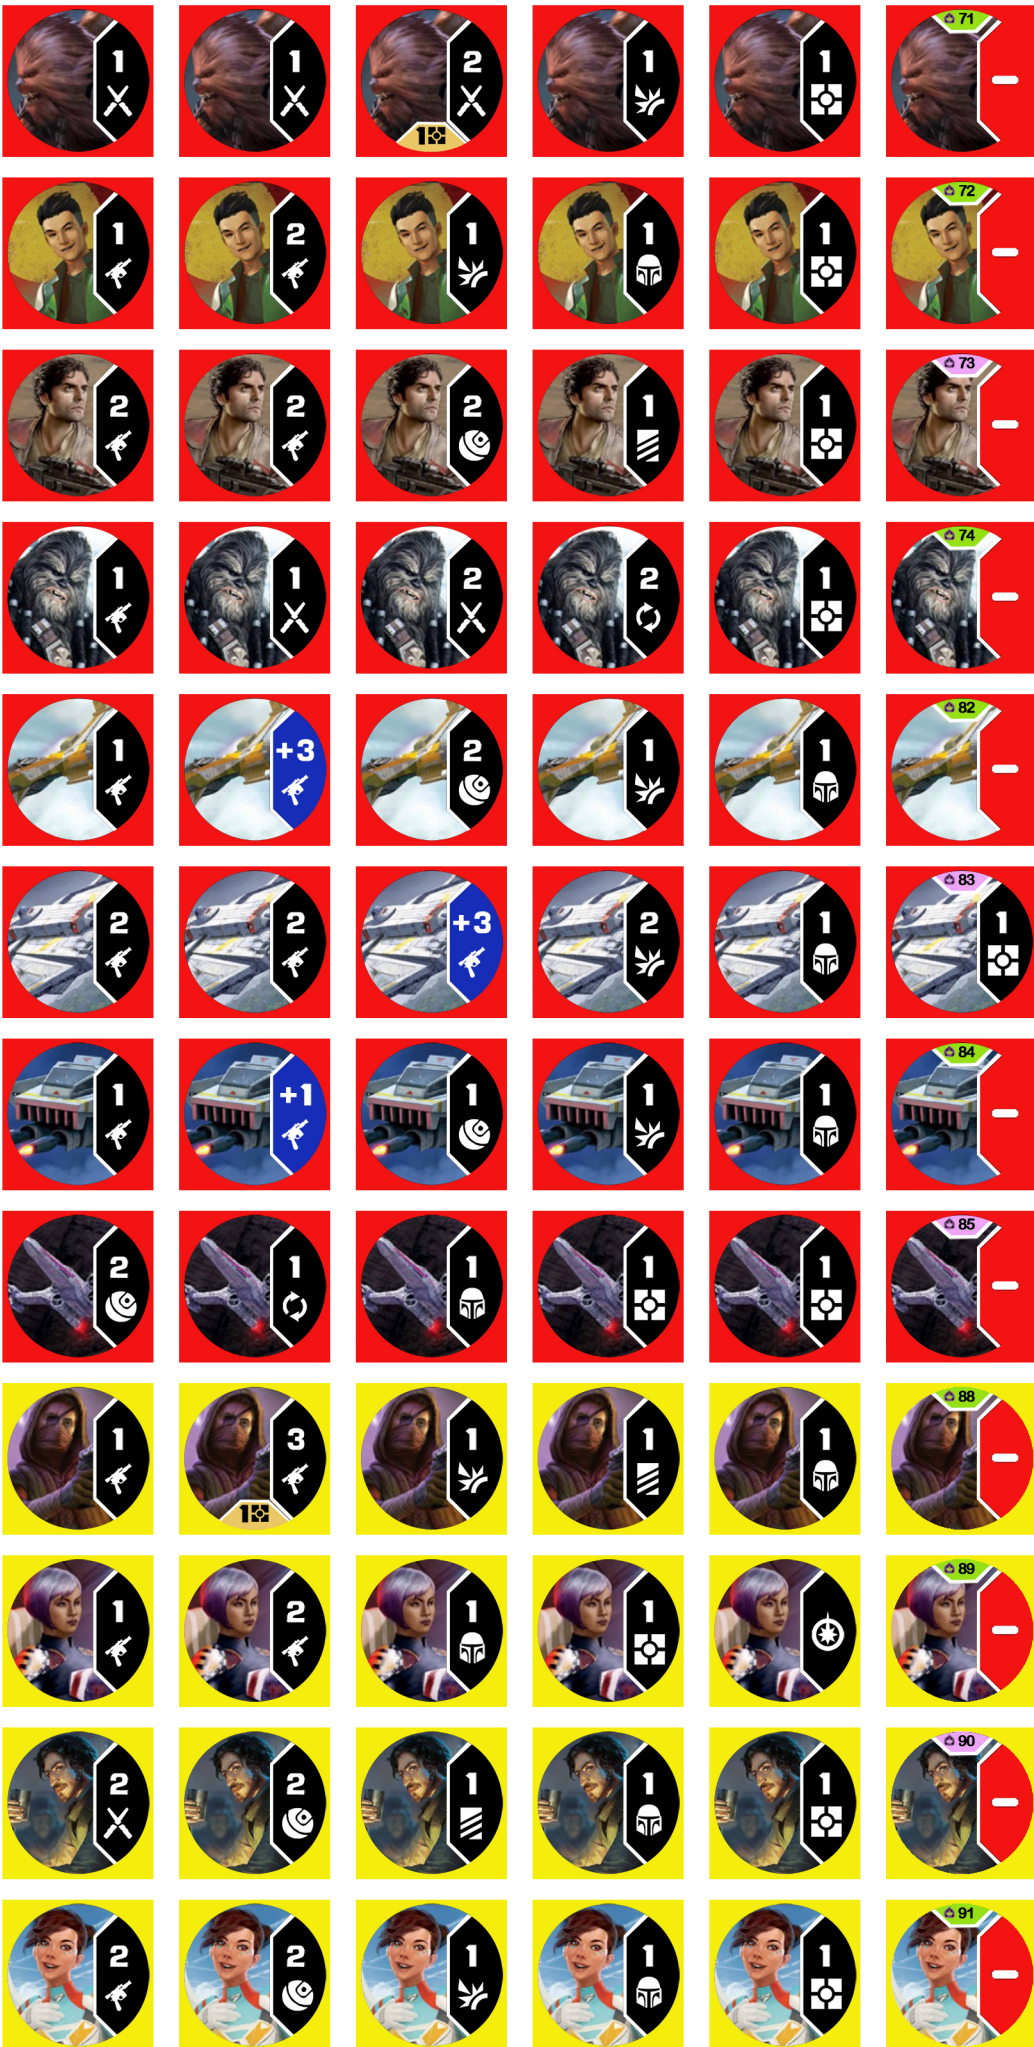 1 1 2 1 1 71 –
1
1 2 1 1 1 72 –
2 2 2 1 1 73 –
1 1 2 2 1 74 –
1 +3 2 1 1 82 –
2 2 +3 2 1 83 1
1 +1 1 1 1 84 –
2 1 1 1 1 85 –
1 3 1 1 1 88 –
1
1 2 1 1 89 –
2 2 1 1 1 90 –
2 2 1 1 1 91 –